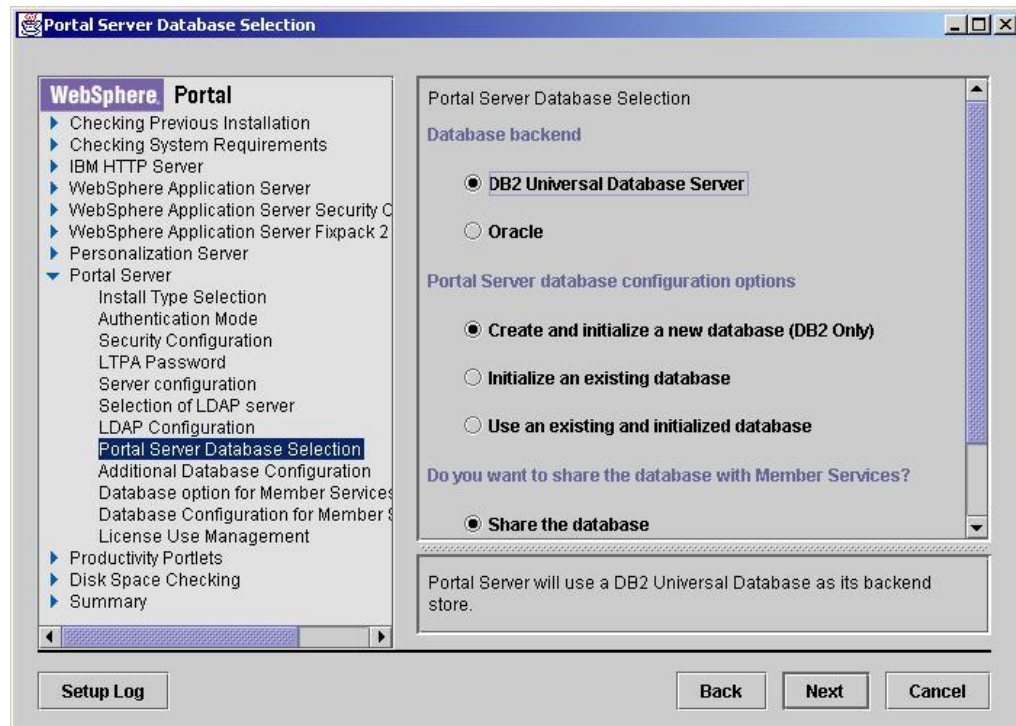 Portal Server Database Selection
WebSphere Portal
Checking Previous Installation
Checking System Requirements
IBM HTTP Server
WebSphere Application Server
WebSphere Application Server Security C
WebSphere Application Server Fixpack 2
Personalization Server
Portal Server
Install Type Selection
Authentication Mode
Security Configuration
LTPA Password
Server configuration
Selection of LDAP server
LDAP Configuration
Portal Server Database Selection
Additional Database Configuration
Database option for Member Services
Database Configuration for Member S
License Use Management
Productivity Portlets
Disk Space Checking
Summary
Portal Server Database Selection
Database backend
DB2 Universal Database Server
Oracle
Portal Server database configuration options
Create and initialize a new database (DB2 Only)
Initialize an existing database
Use an existing and initialized database
Do you want to share the database with Member Services?
Share the database
Portal Server will use a DB2 Universal Database as its backend
store.
Setup Log
Back
Next
Cancel